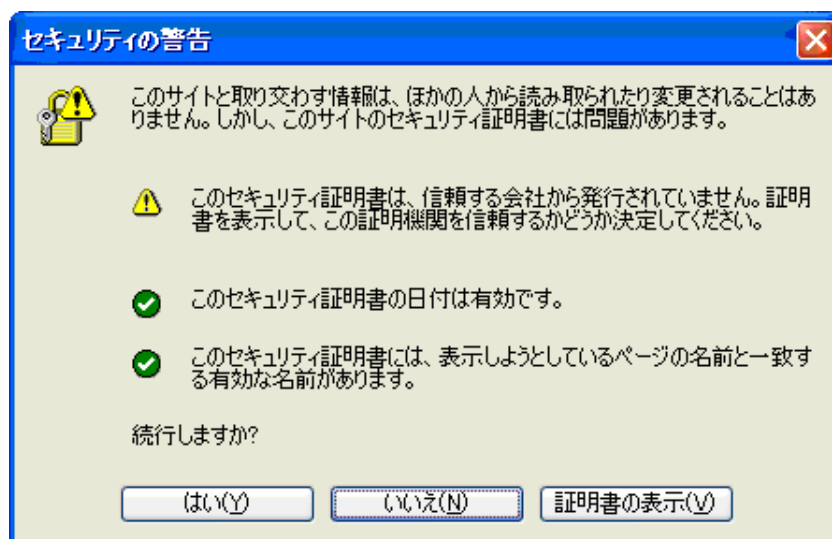 セキュリティの警告
このサイトと取り交わす情報は、ほかの人から読み取られたり変更されることはあ
りません。しかし、このサイトのセキュリティ証明書には問題があります。
このセキュリティ証明書は、信頼する会社から発行されていません。証明
書を表示して、この証明機関を信頼するかどうか決定してください。
このセキュリティ証明書の日付は有効です。
このセキュリティ証明書には、表示しようとしているページの名前と一致す
る有効な名前があります。
続行しますか?
はい(Y) いいえ(N) 証明書の表示(V)